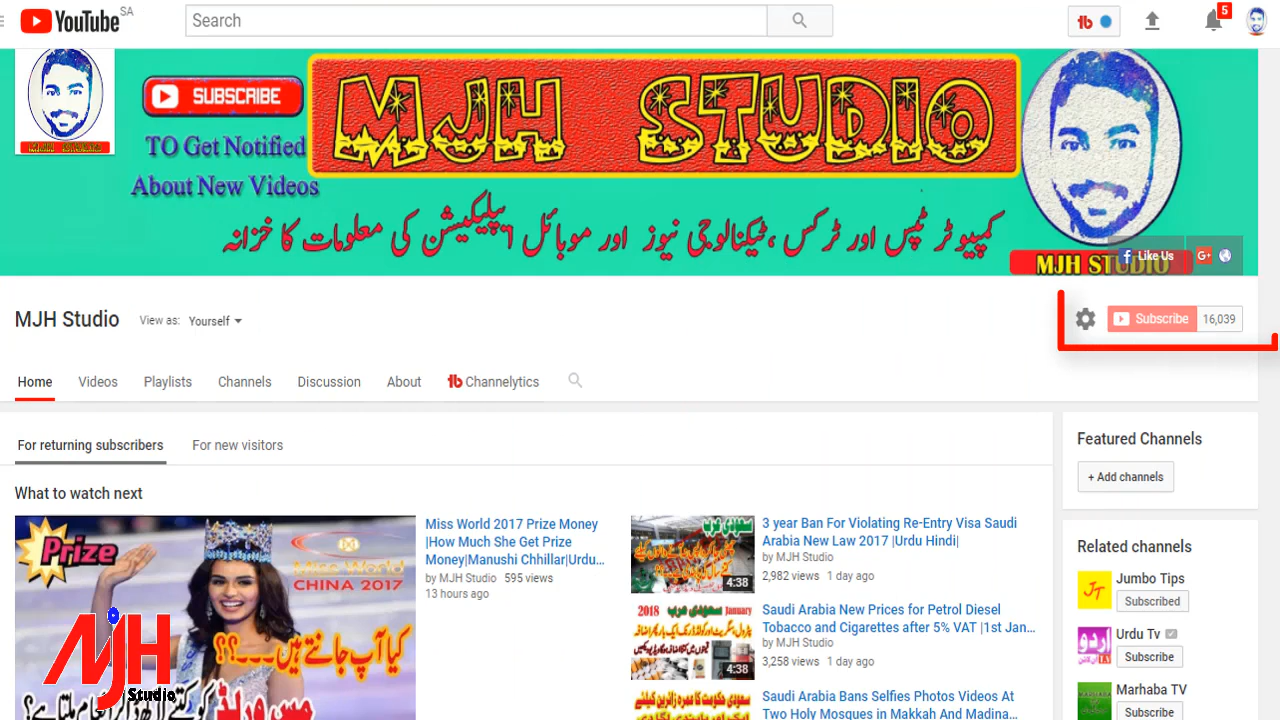 YouTube SA
Search
5
SUBSCRIBE
TO Get Notified
About New Videos
MJH STUDIO
کمپیوٹر ٹپس اور ٹرکس ،ٹیکنالوجی نیوز اور موبائل ایپلیکیشن کی معلومات کا خزانہ
MJH STUDIO
Like Us
MJH Studio
View as: Yourself
Subscribe 16,039
Home Videos Playlists Channels Discussion About Channelytics
For returning subscribers For new visitors
What to watch next
Prize
Miss World
CHINA 2017
کیا آپ جانتے ہیں۔۔۔۔؟؟
MJH
Studio
Miss World 2017 Prize Money
|How Much She Get Prize
Money|Manushi Chhillar|Urdu...
by MJH Studio 595 views
13 hours ago
سعودی عرب
4:38
3 year Ban For Violating Re-Entry Visa Saudi
Arabia New Law 2017 |Urdu Hindi|
by MJH Studio
2,982 views 1 day ago
2018 سعودی عرب January
4:38
Saudi Arabia New Prices for Petrol Diesel
Tobacco and Cigarettes after 5% VAT |1st Jan...
by MJH Studio
3,258 views 1 day ago
Saudi Arabia Bans Selfies Photos Videos At
Two Holy Mosques in Makkah And Madina...
Featured Channels
+ Add channels
Related channels
JT
Jumbo Tips
Subscribed
اردو
Urdu Tv
Subscribe
Marhaba TV
Subscribe